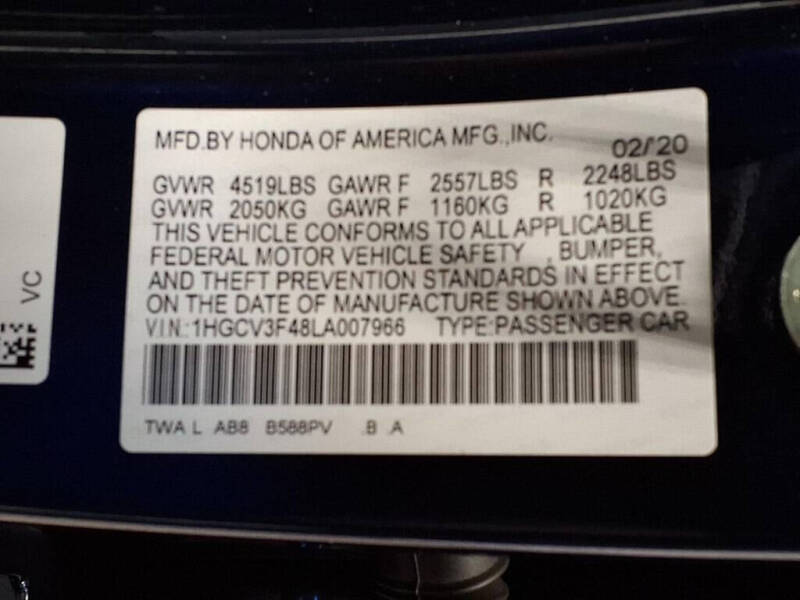 MFD.BY HONDA OF AMERICA MFG.,INC. 02/20
GVWR 4519LBS GAWR F 2557LBS R 2248LBS
GVWR 2050KG GAWR F 1160KG R 1020KG
THIS VEHICLE CONFORMS TO ALL APPLICABLE
FEDERAL MOTOR VEHICLE SAFETY , BUMPER,
AND THEFT PREVENTION STANDARDS IN EFFECT
ON THE DATE OF MANUFACTURE SHOWN ABOVE.
VIN:1HGCV3F48LA007966 TYPE:PASSENGER CAR
TWA L AB8 B588PV .B .A
VC